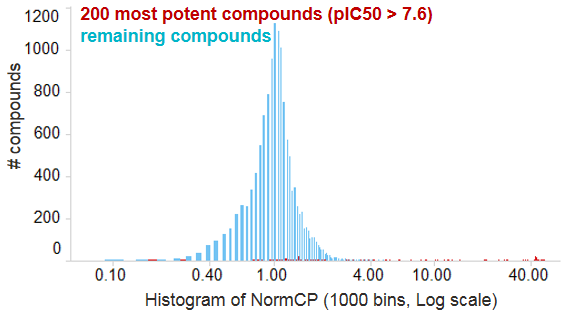 200 most potent compounds (pIC50 > 7.6)
remaining compounds
# compounds
1200
1000
800
600
400
200
0
0.10 0.40 1.00 4.00 10.00 40.00
Histogram of NormCP (1000 bins, Log scale)